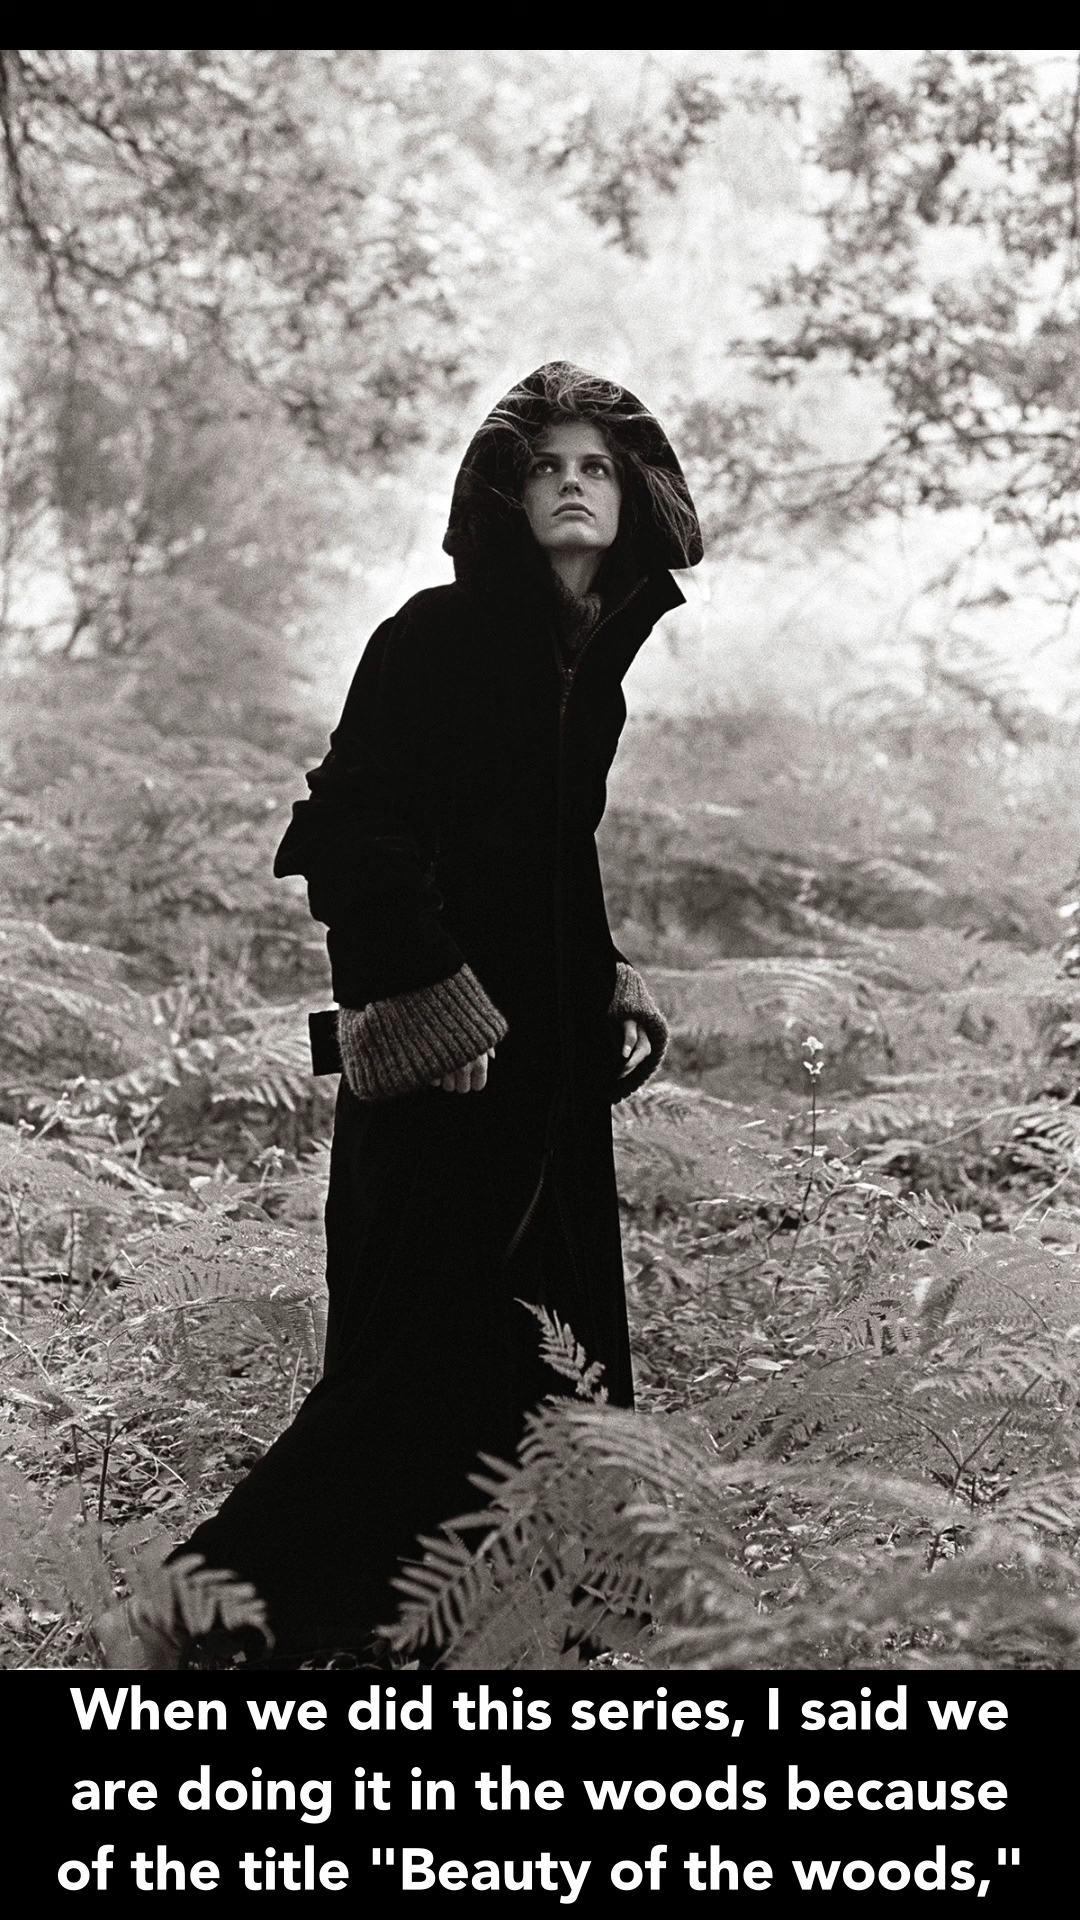 When we did this series, I said we
are doing it in the woods because
of the title "Beauty of the woods,"